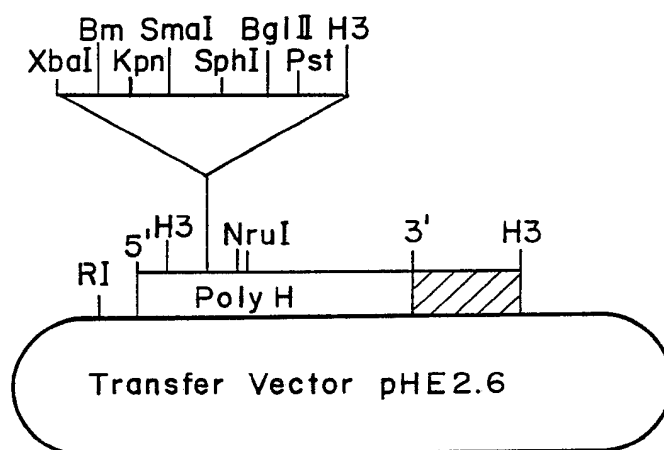 Bm SmaI BglII H3
XbaI Kpn SphI Pst
5' H3 NruI 3' H3
RI
Poly H
Transfer Vector pHE2.6